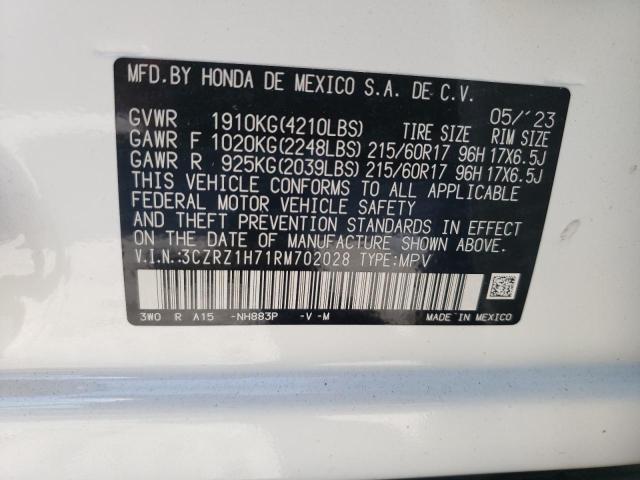 MFD.BY HONDA DE MEXICO S.A. DE C.V.
05/'23
GVWR 1910KG(4210LBS) TIRE SIZE RIM SIZE
GAWR F 1020KG(2248LBS) 215/60R17 96H 17X6.5J
GAWR R 925KG(2039LBS) 215/60R17 96H 17X6.5J
THIS VEHICLE CONFORMS TO ALL APPLICABLE
FEDERAL MOTOR VEHICLE SAFETY
AND THEFT PREVENTION STANDARDS IN EFFECT
ON THE DATE OF MANUFACTURE SHOWN ABOVE.
V.I.N.:3CZRZ1H71RM702028 TYPE:MPV
3W0 R A15 -NH883P -V-M MADE IN MEXICO